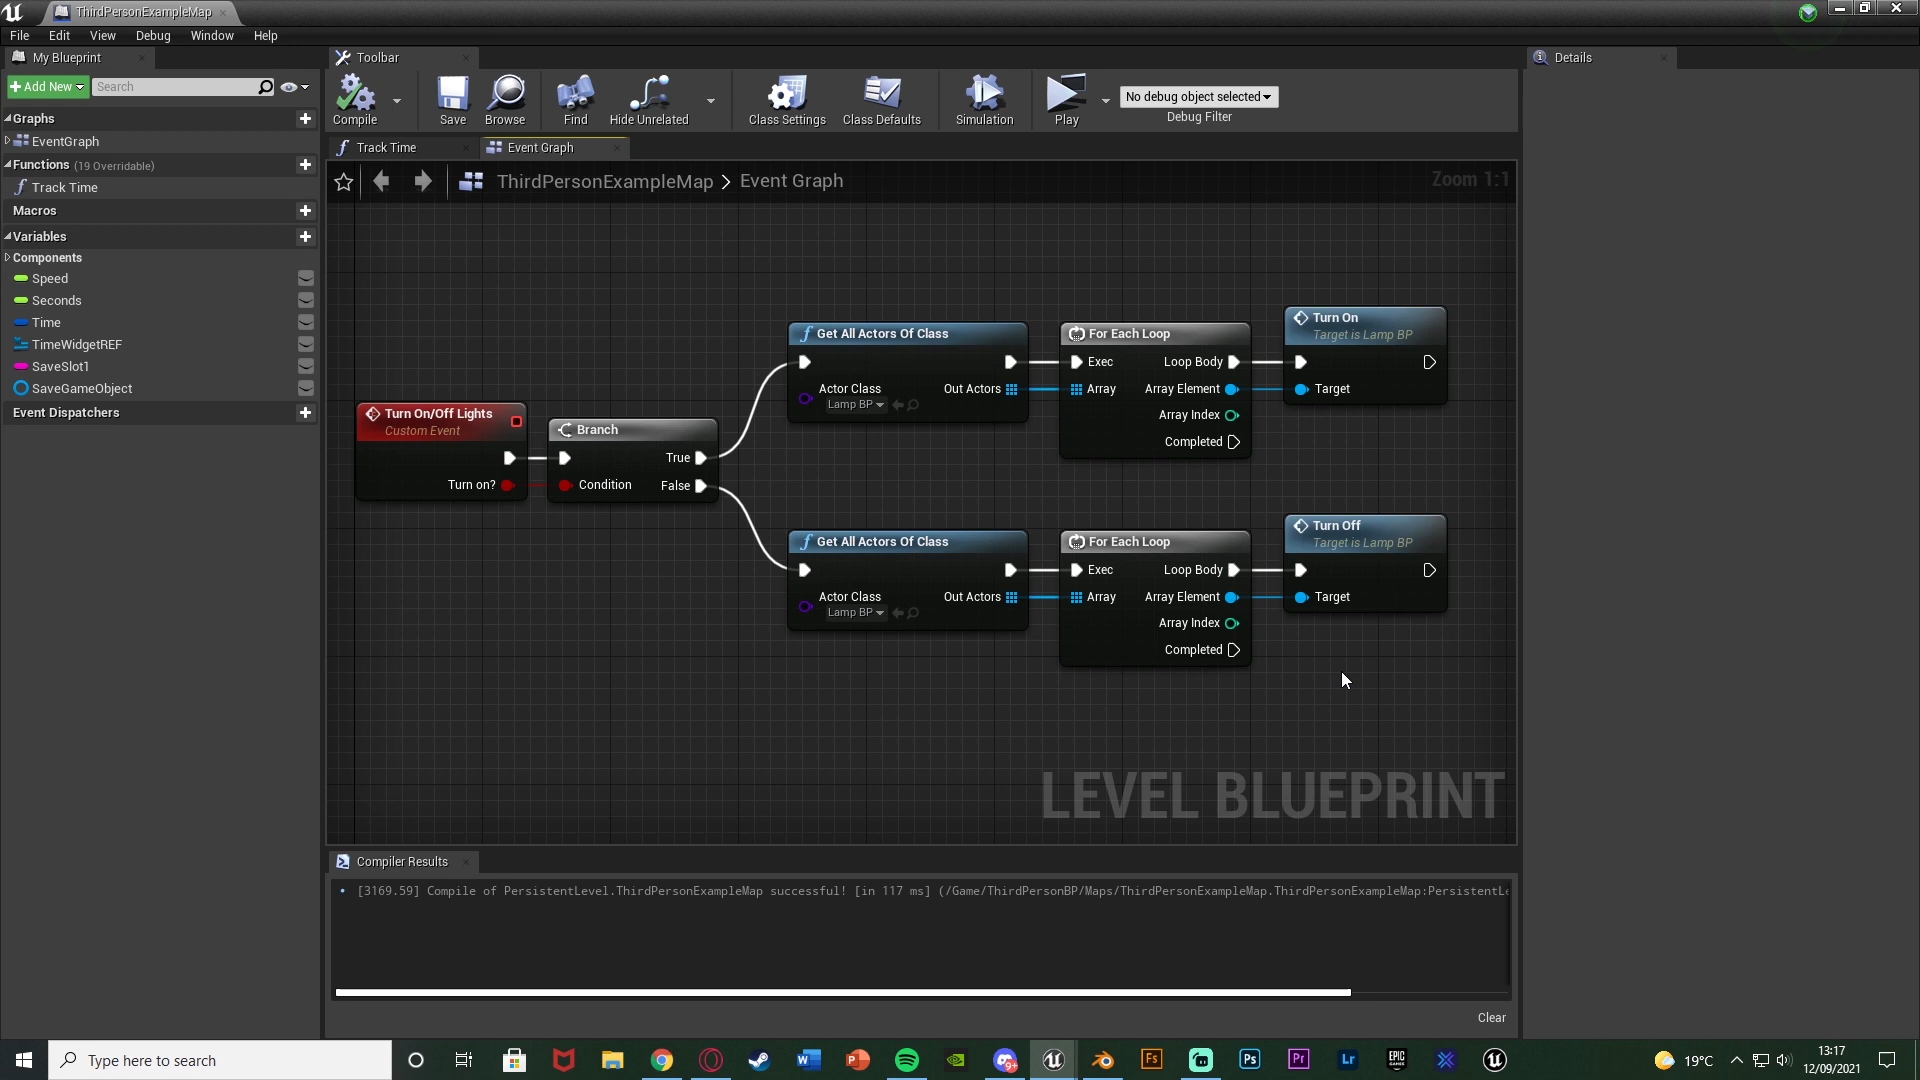 ThirdPersonExampleMap
File Edit View Debug Window Help
My Blueprint
Toolbar
Details
Add New
Search
Compile
Save
Browse
Find
Hide Unrelated
Class Settings
Class Defaults
Simulation
Play
No debug object selected
Debug Filter
Graphs
EventGraph
Functions (19 Overridable)
Track Time
Macros
Variables
Components
Speed
Seconds
Time
TimeWidgetREF
SaveSlot1
SaveGameObject
Event Dispatchers
Track Time
Event Graph
ThirdPersonExampleMap > Event Graph
Zoom 1:1
Turn On/Off Lights
Custom Event
Turn on?
Branch
True
Condition
False
Get All Actors Of Class
Actor Class
Out Actors
Lamp BP
For Each Loop
Exec
Loop Body
Array
Array Element
Array Index
Completed
Turn On
Target is Lamp BP
Target
Get All Actors Of Class
Actor Class
Out Actors
Lamp BP
For Each Loop
Exec
Loop Body
Array
Array Element
Array Index
Completed
Turn Off
Target is Lamp BP
Target
LEVEL BLUEPRINT
Compiler Results
[3169.59] Compile of PersistentLevel.ThirdPersonExampleMap successful! [in 117 ms] (/Game/ThirdPersonBP/Maps/ThirdPersonExampleMap.ThirdPersonExampleMap:PersistentLe
Clear
Type here to search
W
P
9+
Fs
Ps
Pr
Lr
EPIC GAMES
19°C
13:17
12/09/2021